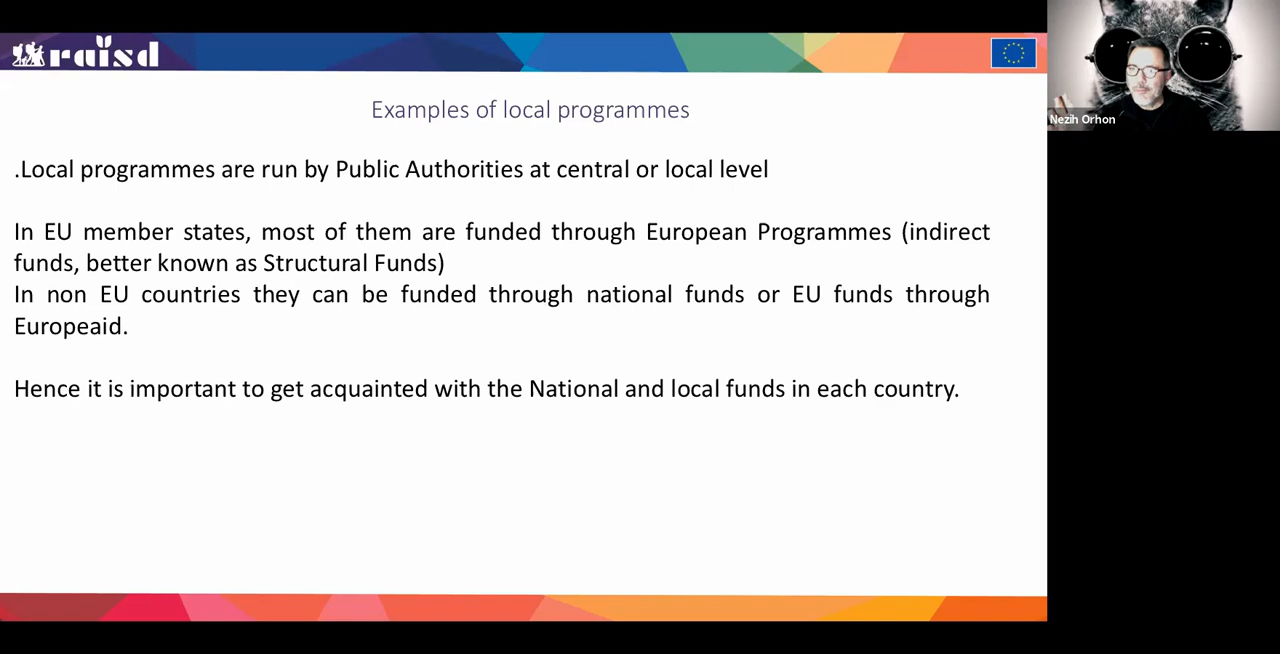 raisd
Nezih Orhon
Examples of local programmes
.Local programmes are run by Public Authorities at central or local level
In EU member states, most of them are funded through European Programmes (indirect
funds, better known as Structural Funds)
In non EU countries they can be funded through national funds or EU funds through
Europeaid.
Hence it is important to get acquainted with the National and local funds in each country.